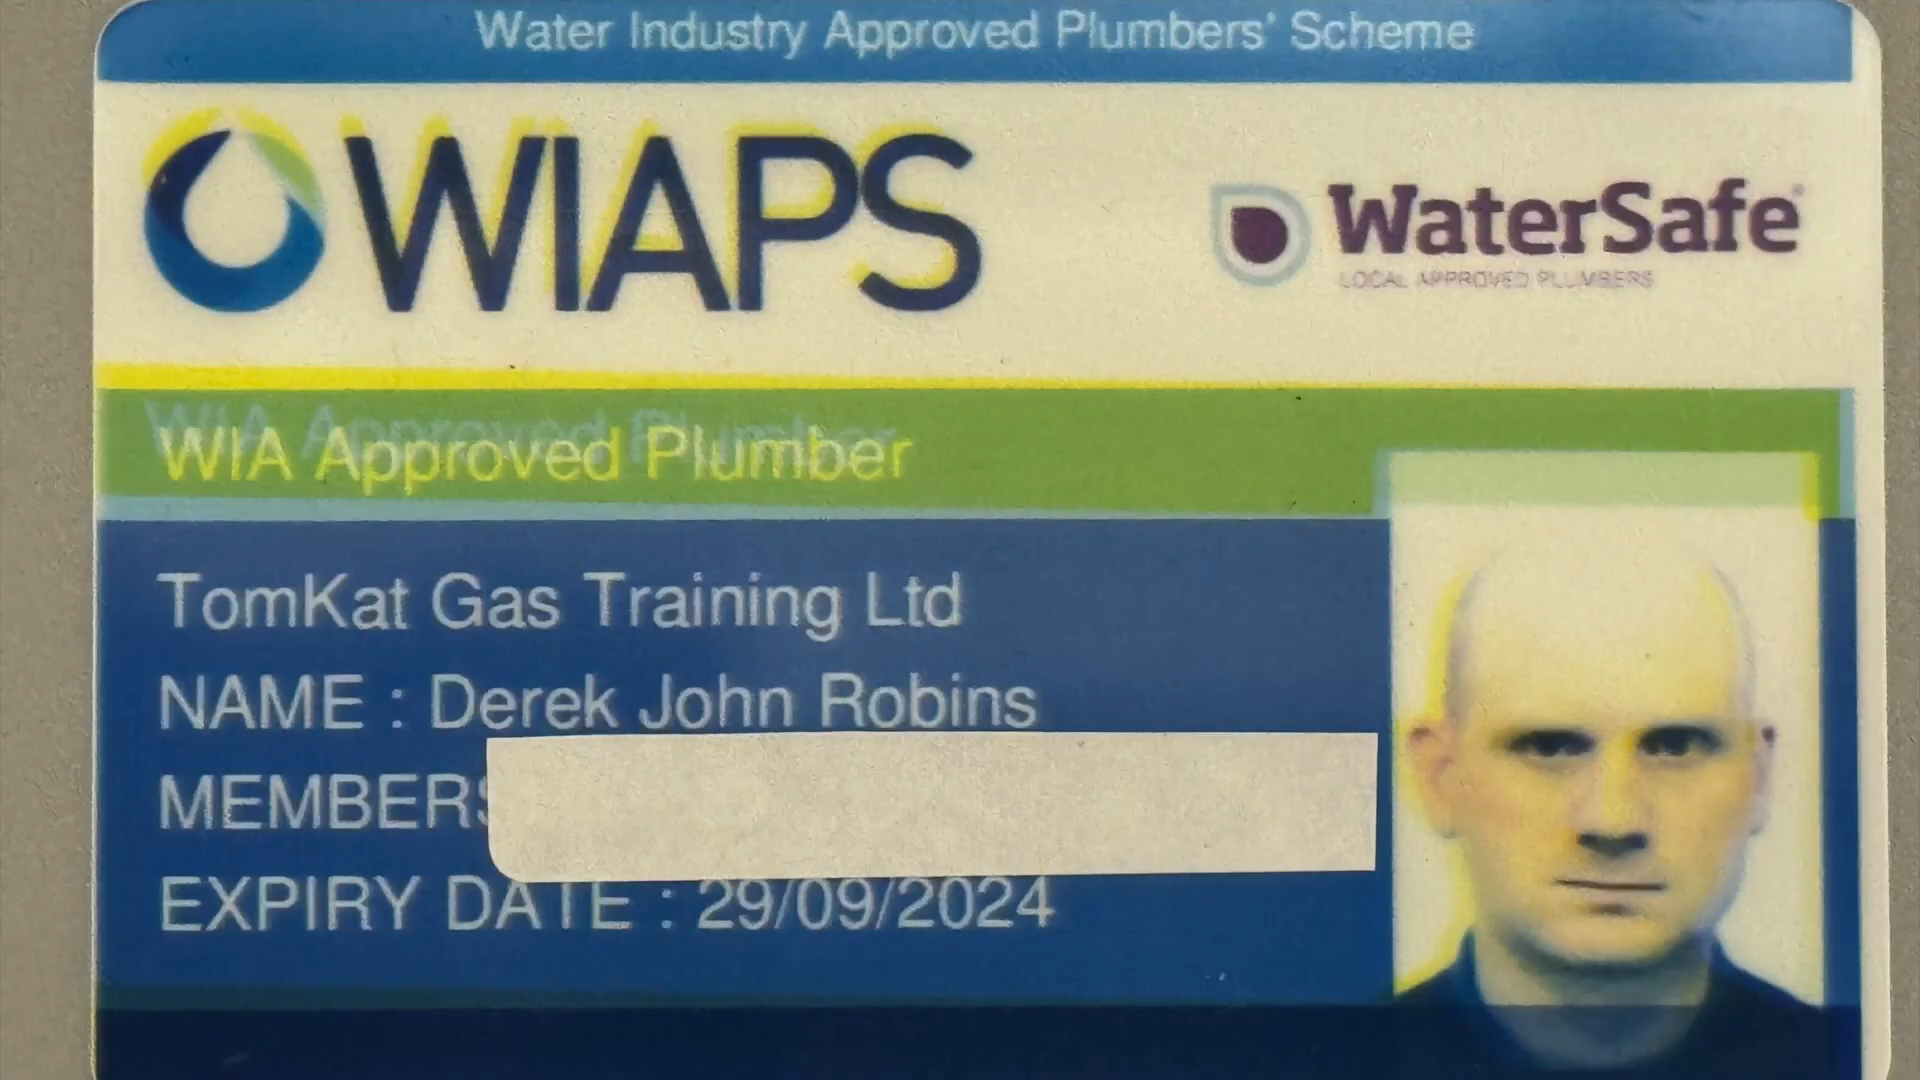 Water Industry Approved Plumbers' Scheme
WIAPS
WaterSafe
LOCAL APPROVED PLUMBERS
WIA Approved Plumber
TomKat Gas Training Ltd
NAME : Derek John Robins
MEMBERS
EXPIRY DATE : 29/09/2024